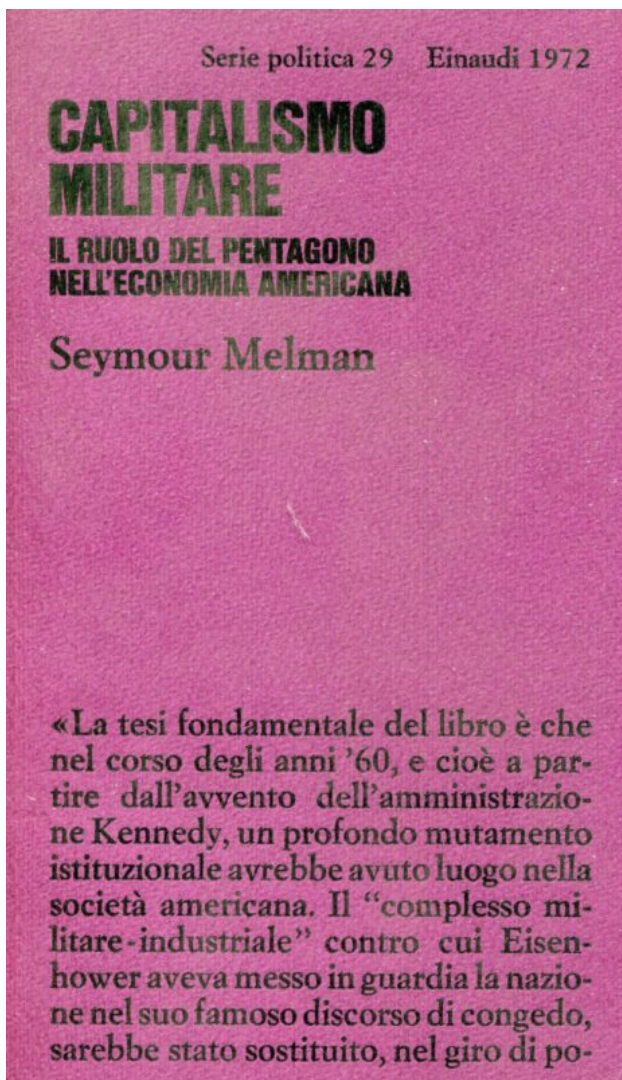 Serie politica 29 Einaudi 1972
CAPITALISMO
MILITARE
IL RUOLO DEL PENTAGONO
NELL'ECONOMIA AMERICANA
Seymour Melman
«La tesi fondamentale del libro è che
nel corso degli anni '60, e cioè a par-
tire dall'avvento dell'amministrazio-
ne Kennedy, un profondo mutamento
istituzionale avrebbe avuto luogo nella
società americana. Il “complesso mi-
litare-industriale” contro cui Eisen-
hower aveva messo in guardia la nazio-
ne nel suo famoso discorso di congedo,
sarebbe stato sostituito, nel giro di po-